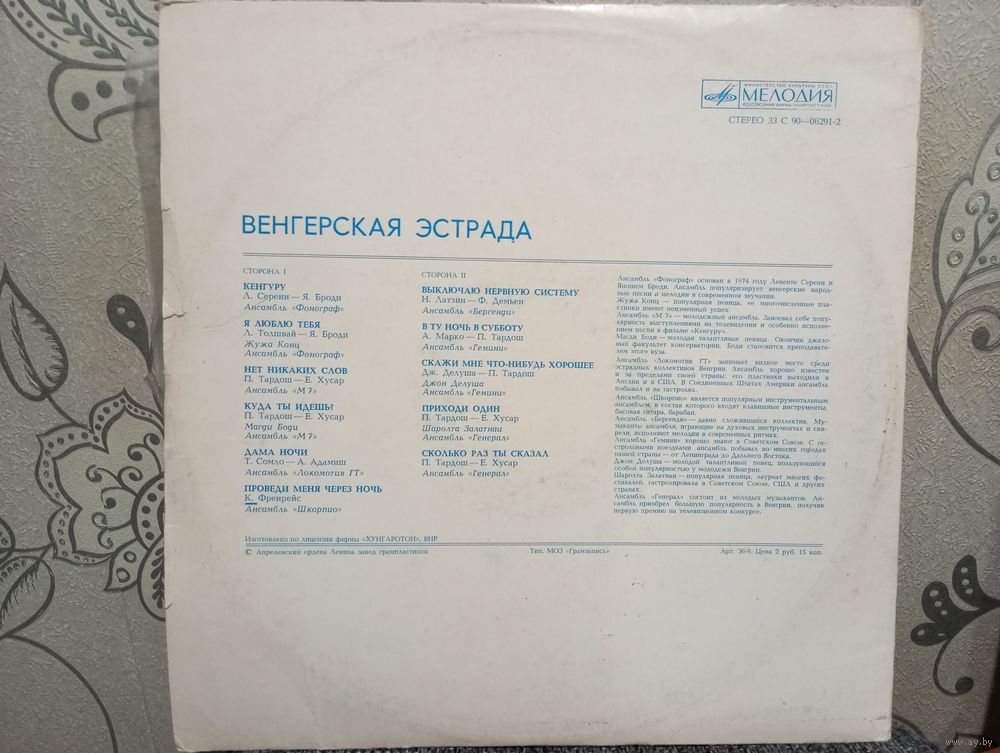 МИНИСТЕРСТВО КУЛЬТУРЫ СССР
МЕЛОДИЯ
ВСЕСОЮЗНАЯ ФИРМА ГРАМПЛАСТИНОК
СТЕРЕО 33 С 90—06291-2
ВЕНГЕРСКАЯ ЭСТРАДА
СТОРОНА I
КЕНГУРУ
Л. Серени — Я. Броди
Ансамбль «Фонограф»
Я ЛЮБЛЮ ТЕБЯ
Л. Толшвай — Я. Броди
Жужа Конц
Ансамбль «Фонограф»
НЕТ НИКАКИХ СЛОВ
П. Тардош — Е. Хусар
Ансамбль «М 7»
КУДА ТЫ ИДЕШЬ?
П. Тардош — Е. Хусар
Магди Боди
Ансамбль «М 7»
ДАМА НОЧИ
Т. Сомло — А. Адамиш
Ансамбль «Локомотив ГТ»
ПРОВЕДИ МЕНЯ ЧЕРЕЗ НОЧЬ
К. Френрейс
Ансамбль «Шкорпио»
СТОРОНА II
ВЫКЛЮЧАЮ НЕРВНУЮ СИСТЕМУ
Н. Латзин — Ф. Демьен
Ансамбль «Бергенди»
В ТУ НОЧЬ В СУББОТУ
А. Марко — П. Тардош
Ансамбль «Гемини»
СКАЖИ МНЕ ЧТО-НИБУДЬ ХОРОШЕЕ
Дж. Делуша — П. Тардош
Джон Делуша
Ансамбль «Гемини»
ПРИХОДИ ОДИН
П. Тардош — Е. Хусар
Шаролта Залатнаи
Ансамбль «Генерал»
СКОЛЬКО РАЗ ТЫ СКАЗАЛ
П. Тардош — Е. Хусар
Ансамбль «Генерал»
Ансамбль «Фонограф» основан в 1974 году Левенте Серени и
Яношем Броди. Ансамбль популяризирует венгерские народ-
ные песни и мелодии в современном звучании.
Жужа Конц — популярная певица, ее многочисленные пла-
стинки имеют неизменный успех.
Ансамбль «М 7» — молодежный ансамбль. Завоевал себе попу-
лярность выступлениями на телевидении и особенно исполне-
нием песни в фильме «Кенгуру».
Магди Боди — молодая талантливая певица. Окончив джазо-
вый факультет консерватории, Боди становится преподавате-
лем этого вуза.
Ансамбль «Локомотив ГТ» занимает видное место среди
эстрадных коллективов Венгрии. Ансамбль хорошо известен
и за пределами своей страны: его пластинки выходили в
Англии и в США. В Соединенных Штатах Америки ансамбль
побывал и на гастролях.
Ансамбль «Шкорпио» является популярным инструментальным
ансамблем, в состав которого входят клавишные инструменты,
басовая гитара, барабан.
Ансамбль «Бергенди» — давно сложившийся коллектив. Му-
зыканты ансамбля, играющие на духовых инструментах и сви-
рели, исполняют мелодии в современных ритмах.
Ансамбль «Гемини» хорошо знают в Советском Союзе. С га-
строльными поездками ансамбль побывал во многих городах
нашей страны — от Ленинграда до Дальнего Востока.
Джон Делуша — молодой талантливый певец, пользующийся
особой популярностью у молодежи Венгрии.
Шаролта Залатнаи — популярная певица, лауреат многих фе-
стивалей, гастролировала в Советском Союзе, США и других
странах.
Ансамбль «Генерал» состоит из молодых музыкантов. Ан-
самбль приобрел большую популярность в Венгрии, получив
первую премию на телевизионном конкурсе.
Изготовлено по лицензии фирмы «ХУНГАРОТОН», ВНР
© Апрелевский ордена Ленина завод грампластинок
Тип. МОЗ «Грамзапись»
Арт. 36-9. Цена 2 руб. 15 коп.
www.ay.by